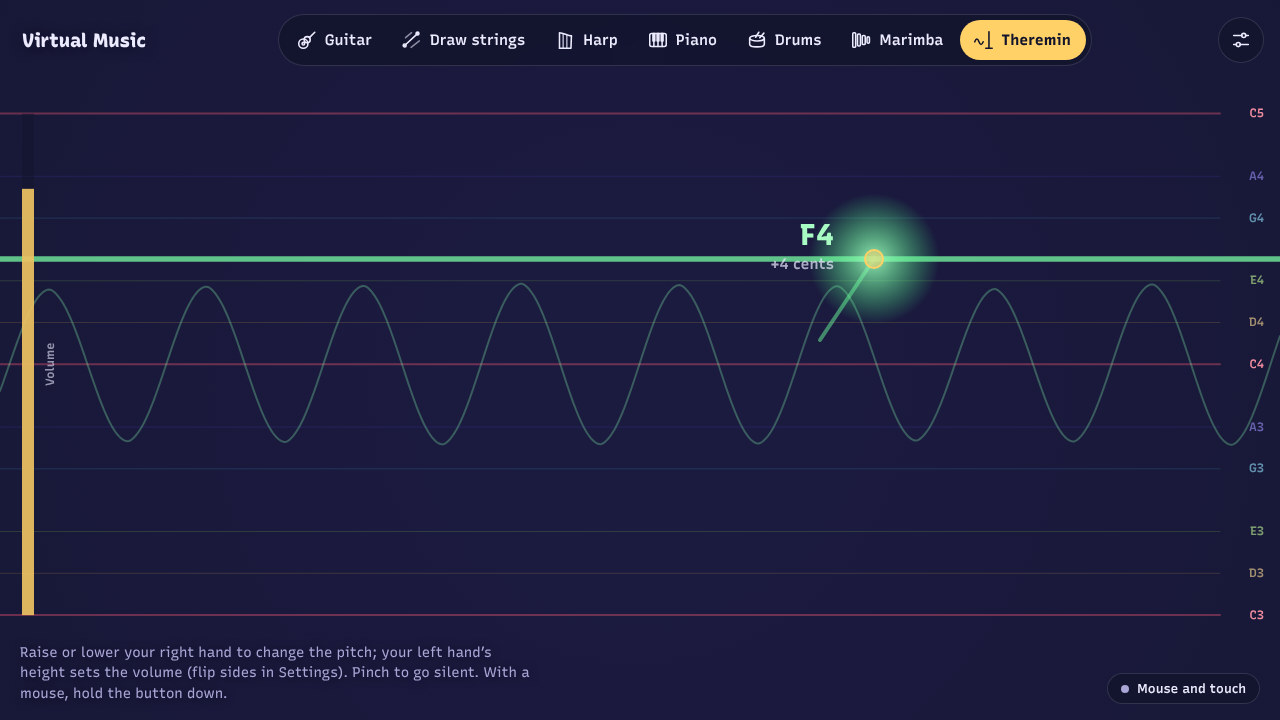 Virtual Music
Guitar
Draw strings
Harp
Piano
Drums
Marimba
Theremin
C5
A4
G4
F4
+4 cents
E4
D4
Volume
C4
A3
G3
E3
D3
C3
Raise or lower your right hand to change the pitch; your left hand’s
height sets the volume (flip sides in Settings). Pinch to go silent. With a
mouse, hold the button down.
Mouse and touch